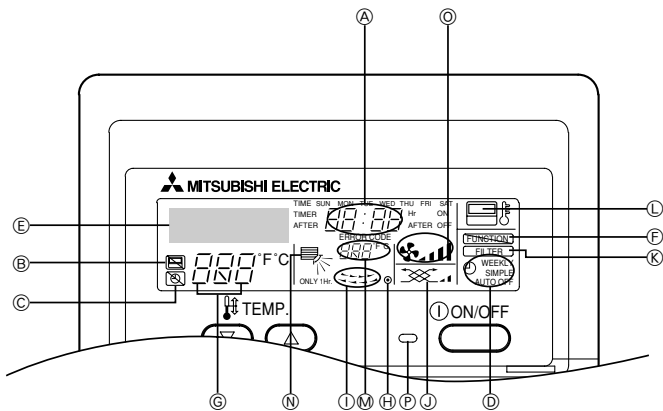 Ⓐ Ⓞ
MITSUBISHI ELECTRIC
TIME SUN MON TUE WED THU FRI SAT
TIMER Hr ON
AFTER AFTER OFF
ERROR CODE
°F°C
°F°C
ONLY 1Hr.
FUNCTION
FILTER
WEEKLY
SIMPLE
AUTO OFF
Ⓔ
Ⓑ
Ⓒ
Ⓛ
Ⓕ
Ⓚ
TEMP.
ON/OFF
Ⓖ Ⓝ Ⓘ Ⓜ Ⓗ Ⓟ Ⓙ Ⓓ